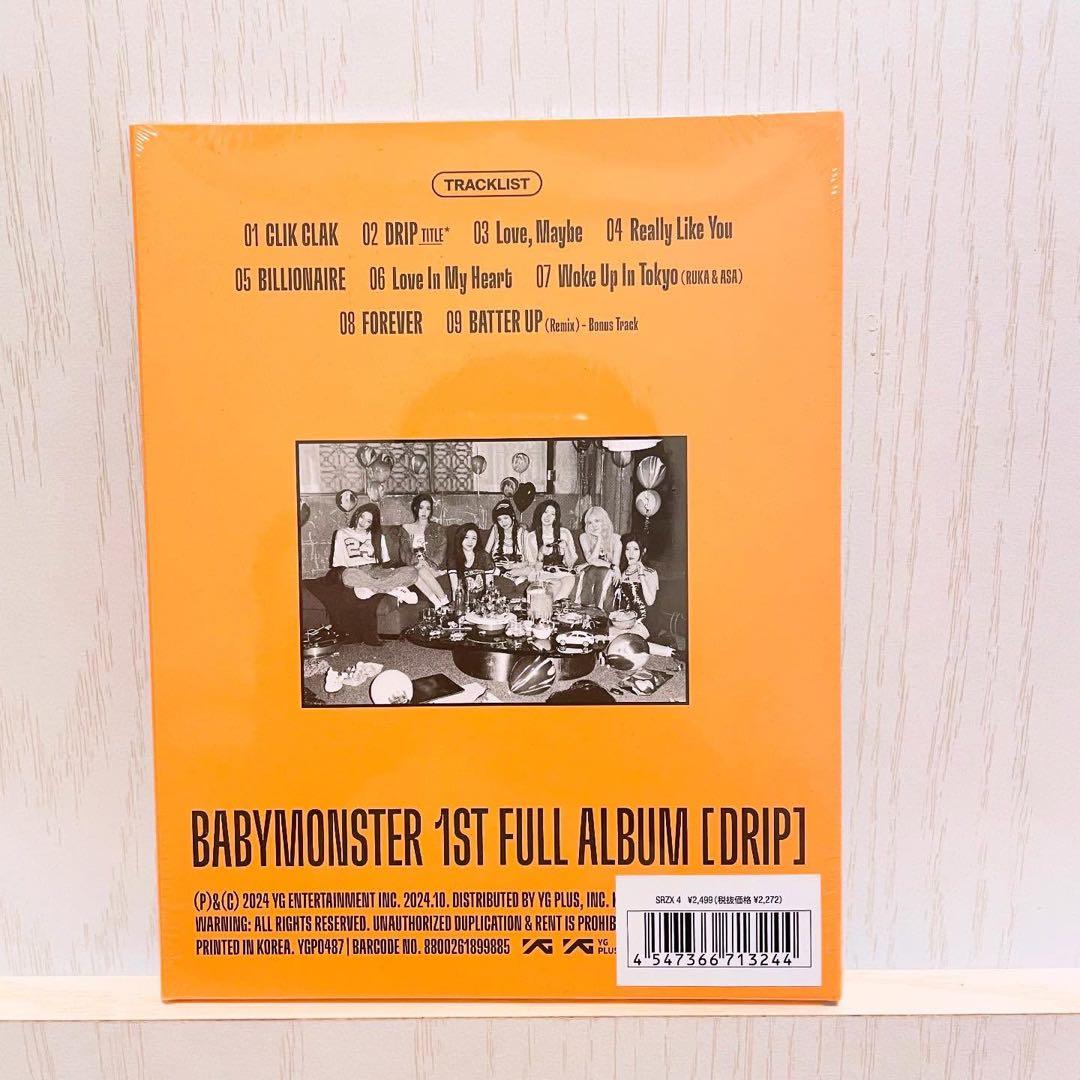 TRACKLIST
01 CLIK CLAK 02 DRIP TITLE* 03 Love, Maybe 04 Really Like You
05 BILLIONAIRE 06 Love In My Heart 07 Woke Up In Tokyo (RUKA & ASA)
08 FOREVER 09 BATTER UP (Remix) - Bonus Track
BABYMONSTER 1ST FULL ALBUM [DRIP]
(P)&(C) 2024 YG ENTERTAINMENT INC. 2024.10. DISTRIBUTED BY YG PLUS, INC.
WARNING: ALL RIGHTS RESERVED. UNAUTHORIZED DUPLICATION & RENT IS PROHIB
PRINTED IN KOREA. YGP0487 | BARCODE NO. 8800261899885 YG YG YG PLUS
SRZX 4 ¥2,499 (税抜価格 ¥2,272)
4 547366 713244